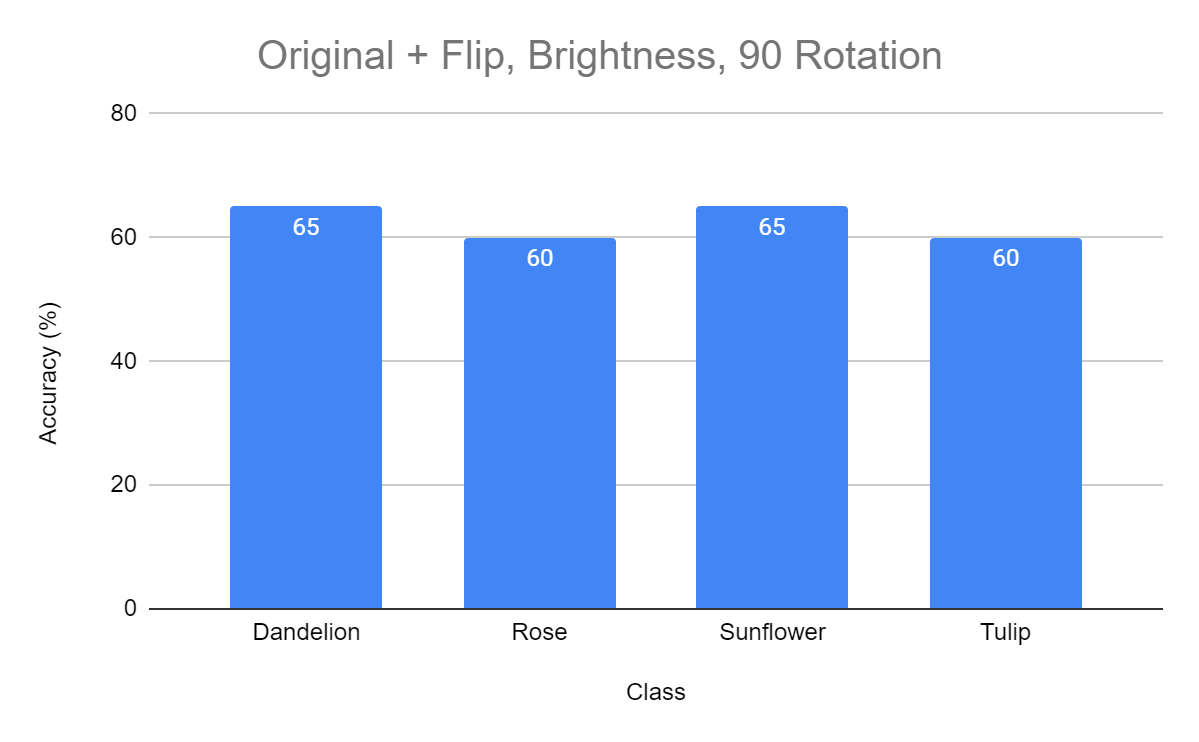 Original + Flip, Brightness, 90 Rotation
80
60
40
20
0
Accuracy (%)
65
60
65
60
Dandelion Rose Sunflower Tulip
Class